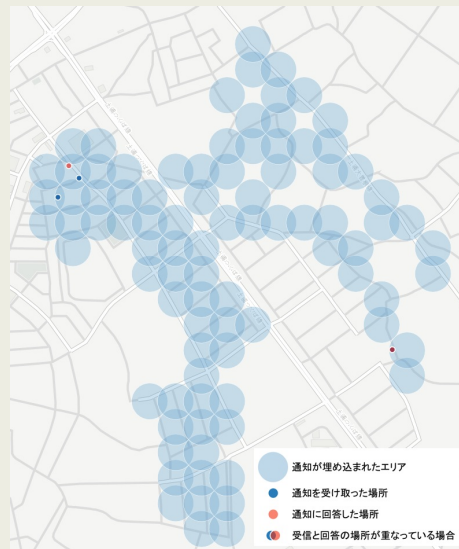 通知が埋め込まれたエリア
通知を受け取った場所
通知に回答した場所
受信と回答の場所が重なっている場合